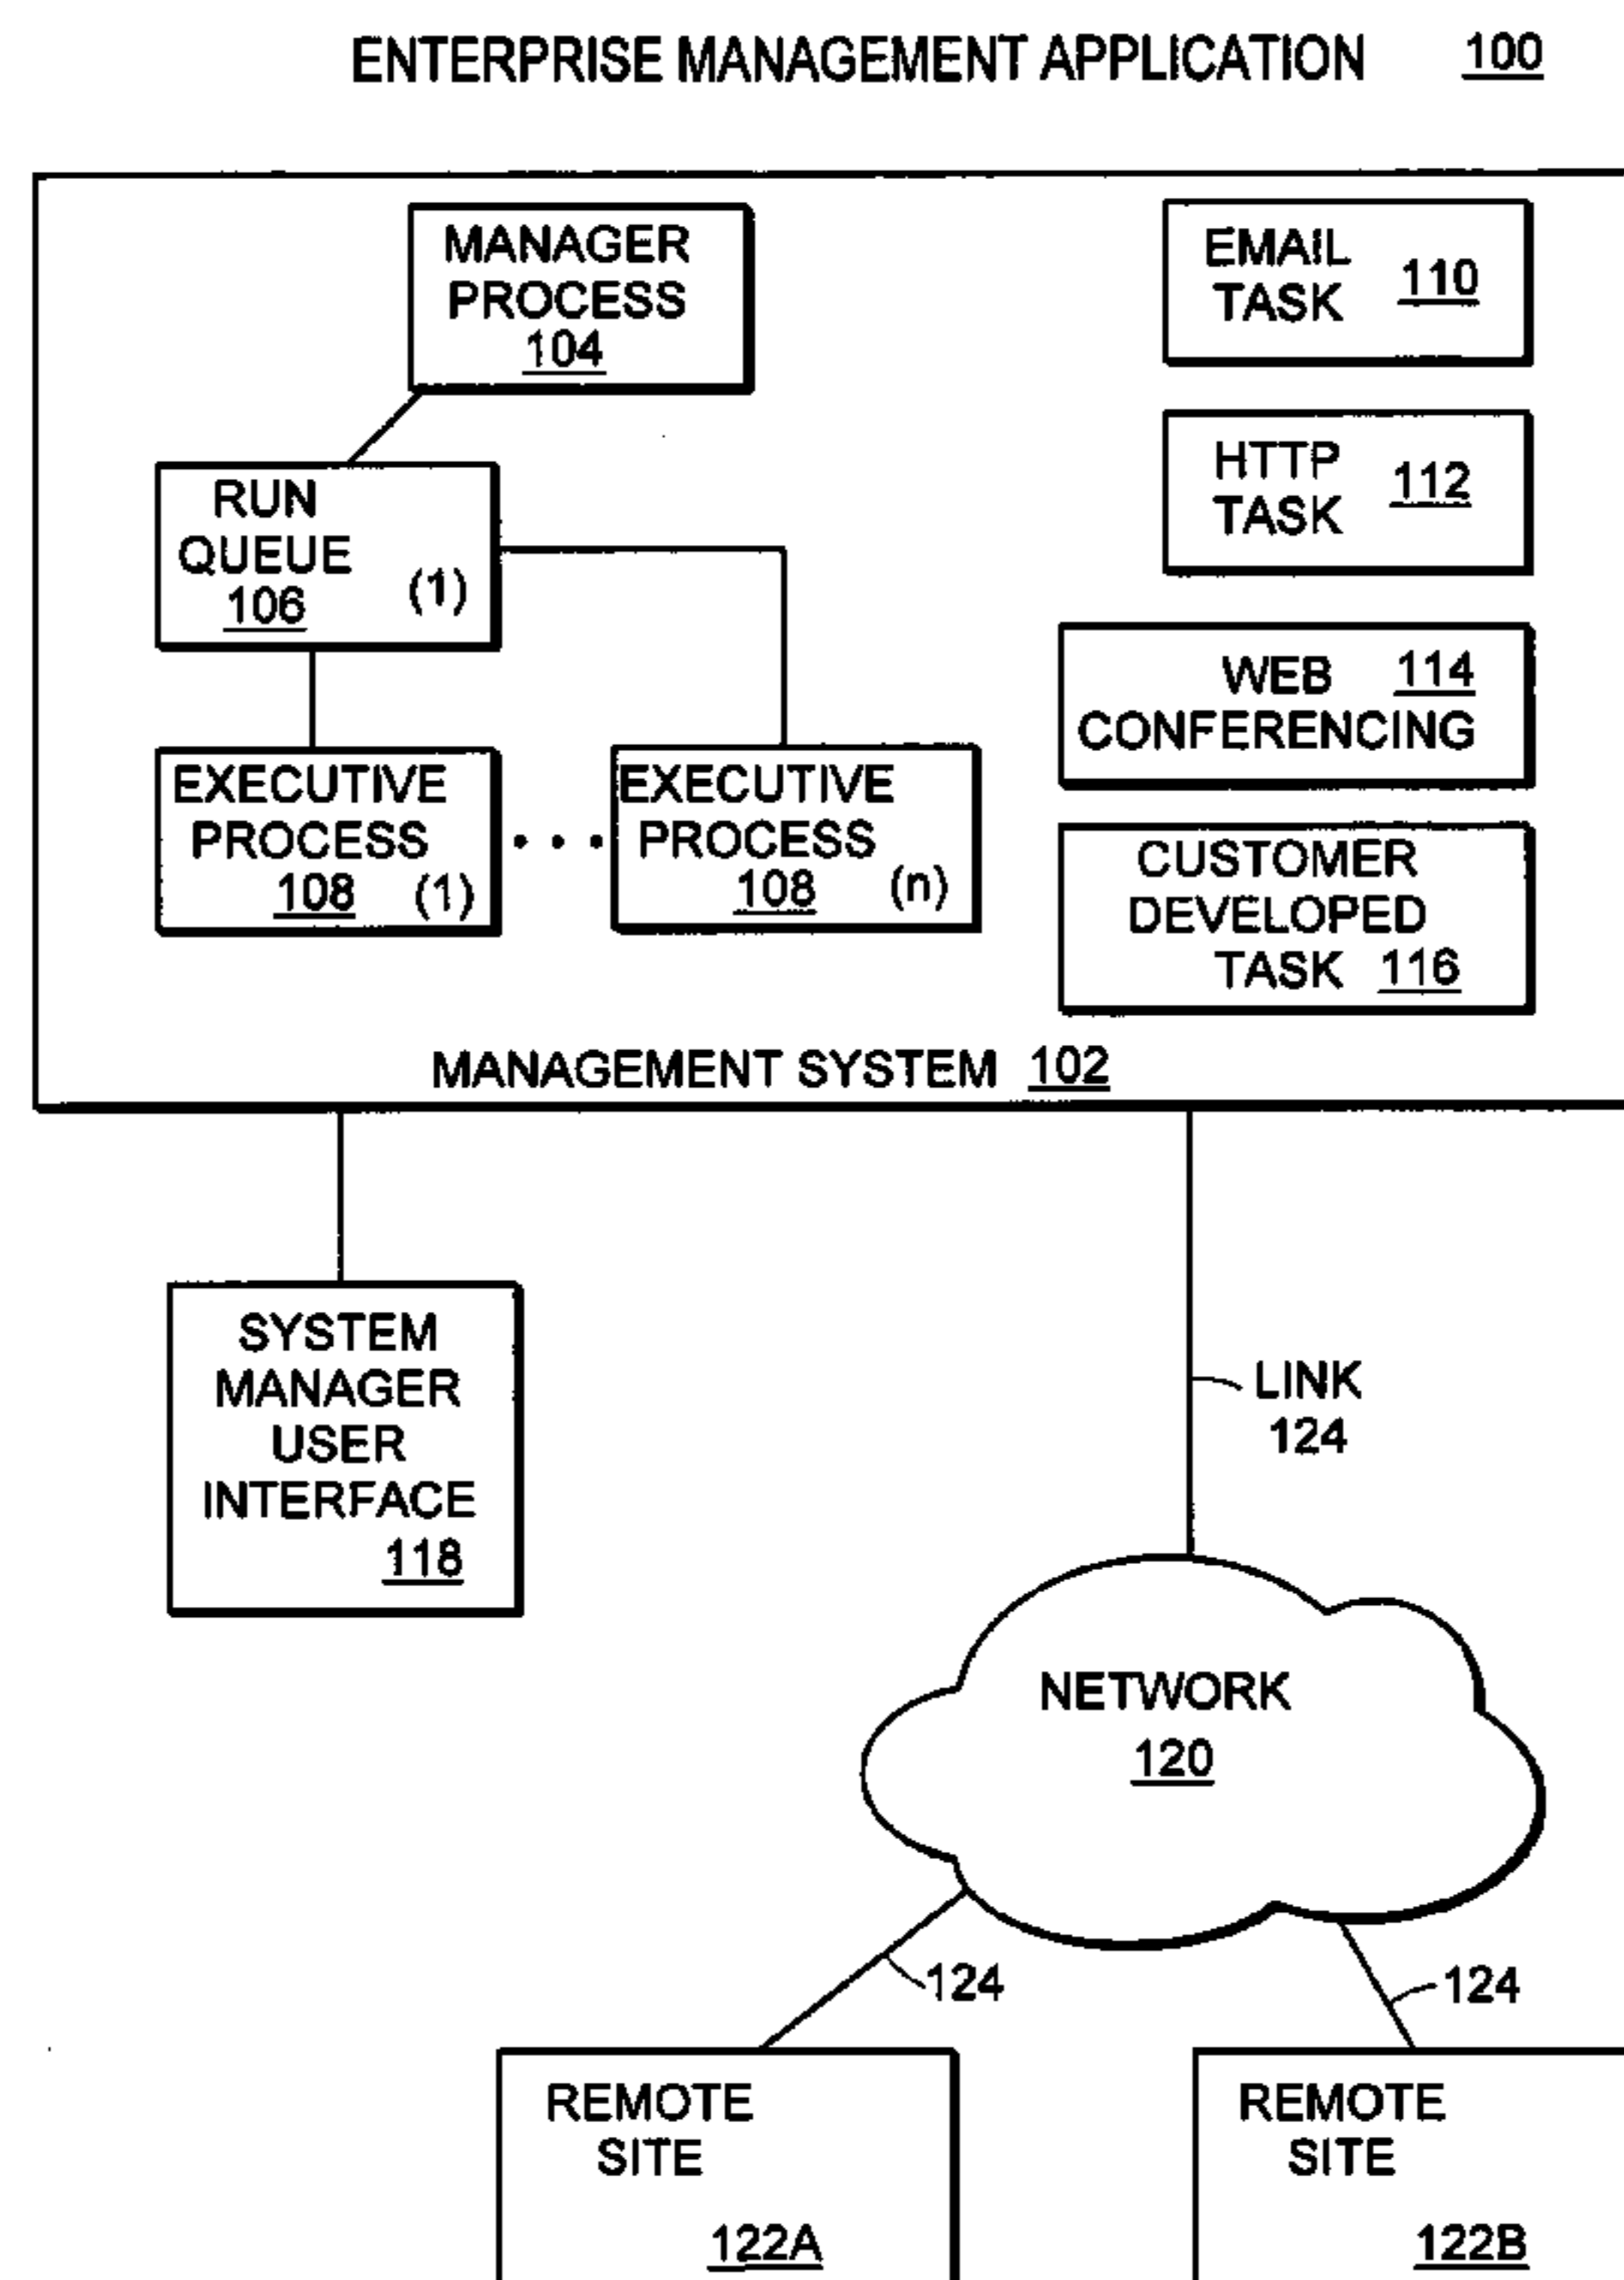 ENTERPRISE MANAGEMENT APPLICATION 100
MANAGER
PROCESS
104
RUN
QUEUE
106 (1)
EXECUTIVE
PROCESS
108 (1)
EXECUTIVE
PROCESS
108 (n)
EMAIL
TASK 110
HTTP
TASK 112
WEB 114
CONFERENCING
CUSTOMER
DEVELOPED
TASK 116
MANAGEMENT SYSTEM 102
SYSTEM
MANAGER
USER
INTERFACE
118
LINK
124
NETWORK
120
124
124
REMOTE
SITE
122A
REMOTE
SITE
122B